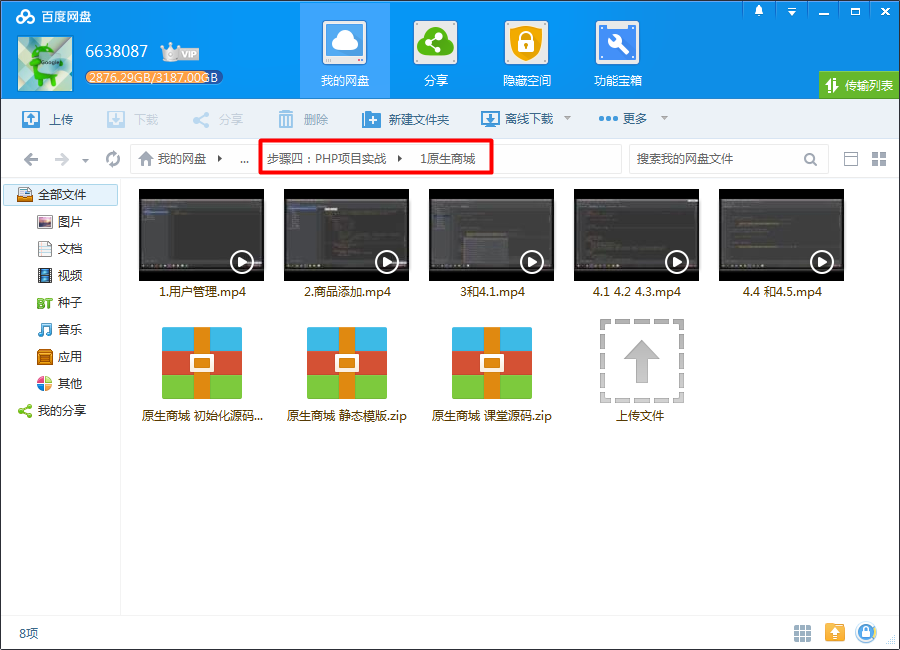 百度网盘
6638087 VIP
2876.29GB/3187.00GB
我的网盘 分享 隐藏空间 功能宝箱
传输列表
上传 下载 分享 删除 新建文件夹 离线下载 更多
我的网盘 ... 步骤四：PHP项目实战 1原生商城 搜索我的网盘文件
全部文件
图片
文档
视频
BT 种子
音乐
应用
其他
我的分享
1.用户管理.mp4 2.商品添加.mp4 3和4.1.mp4 4.1 4.2 4.3.mp4 4.4 和4.5.mp4
原生商城 初始化源码... 原生商城 静态模版.zip 原生商城 课堂源码.zip 上传文件
8项